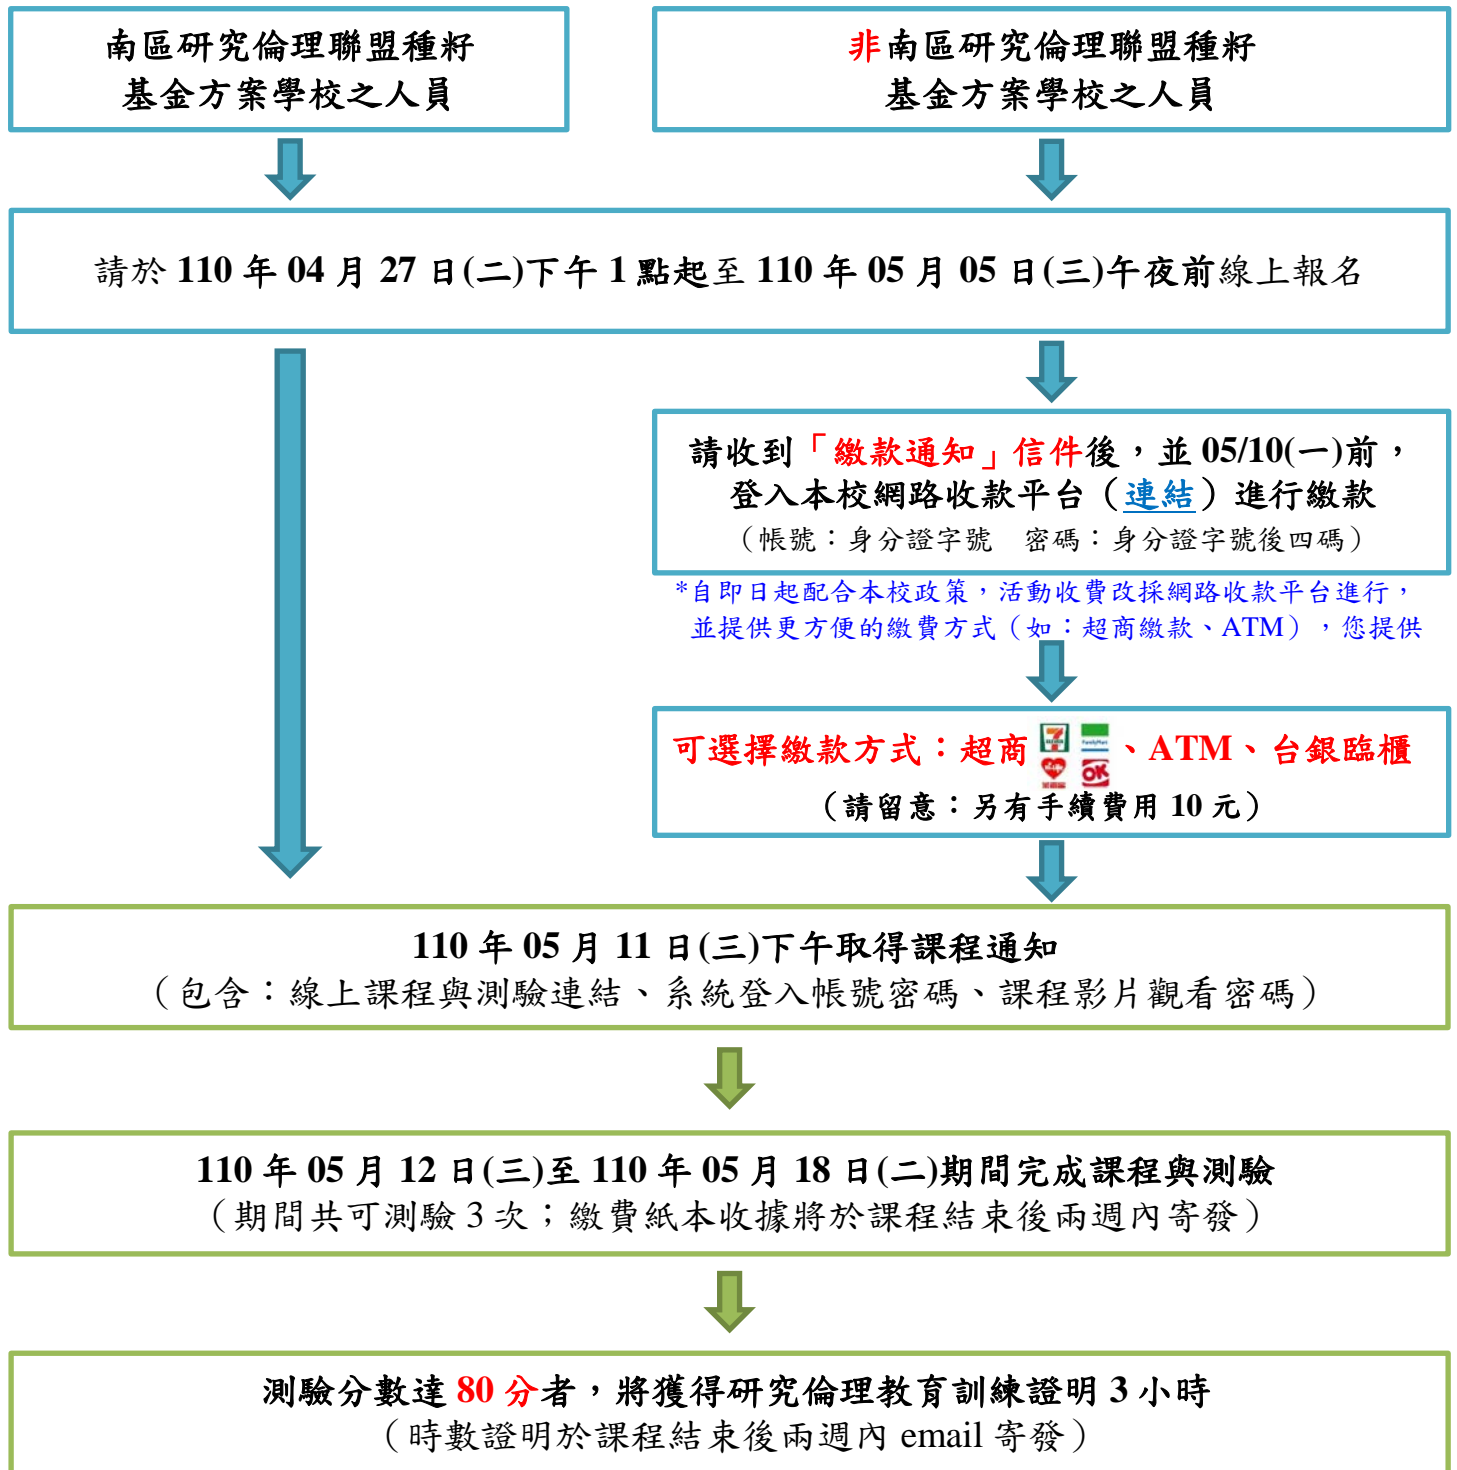 南區研究倫理聯盟種籽
基金方案學校之人員
非南區研究倫理聯盟種籽
基金方案學校之人員
請於 110 年 04 月 27 日(二)下午 1 點起至 110 年 05 月 05 日(三)午夜前線上報名
請收到「繳款通知」信件後，並 05/10(一)前，
登入本校網路收款平台（連結）進行繳款
（帳號：身分證字號　密碼：身分證字號後四碼）
*自即日起配合本校政策，活動收費改採網路收款平台進行，
並提供更方便的繳費方式（如：超商繳款、ATM），您提供
可選擇繳款方式：超商、ATM、台銀臨櫃
7 ELEVEN FamilyMart
OK
（請留意：另有手續費用 10 元）
110 年 05 月 11 日(三)下午取得課程通知
（包含：線上課程與測驗連結、系統登入帳號密碼、課程影片觀看密碼）
110 年 05 月 12 日(三)至 110 年 05 月 18 日(二)期間完成課程與測驗
（期間共可測驗 3 次；繳費紙本收據將於課程結束後兩週內寄發）
測驗分數達 80 分者，將獲得研究倫理教育訓練證明 3 小時
（時數證明於課程結束後兩週內 email 寄發）